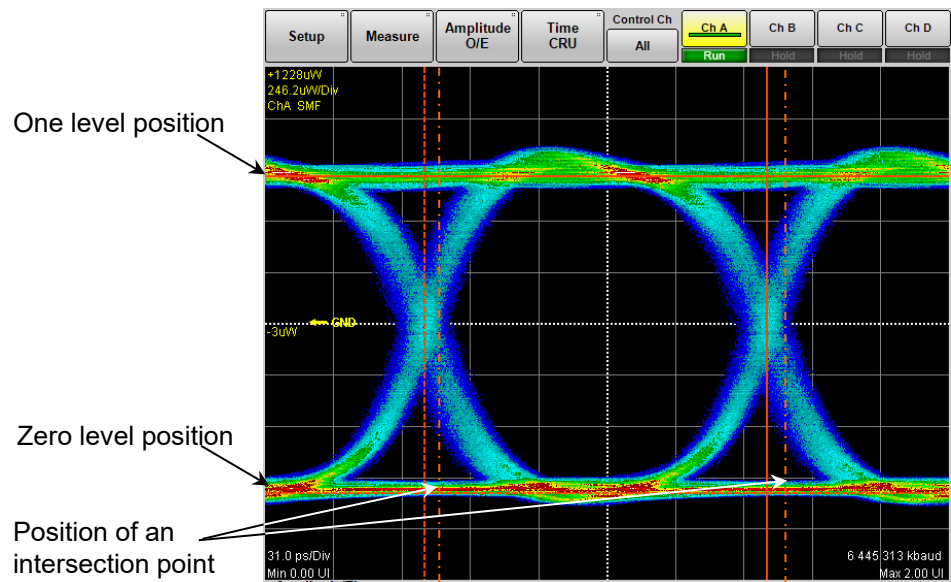 Setup
Measure
Amplitude
O/E
Time
CRU
Control Ch
All
Ch A
Run
Ch B
Hold
Ch C
Hold
Ch D
Hold
+1228uW
246.2uW/Div
ChA SMF
One level position
GND
-3uW
Zero level position
Position of an
intersection point
31.0 ps/Div
Min 0.00 UI
6 445 313 kbaud
Max 2.00 UI